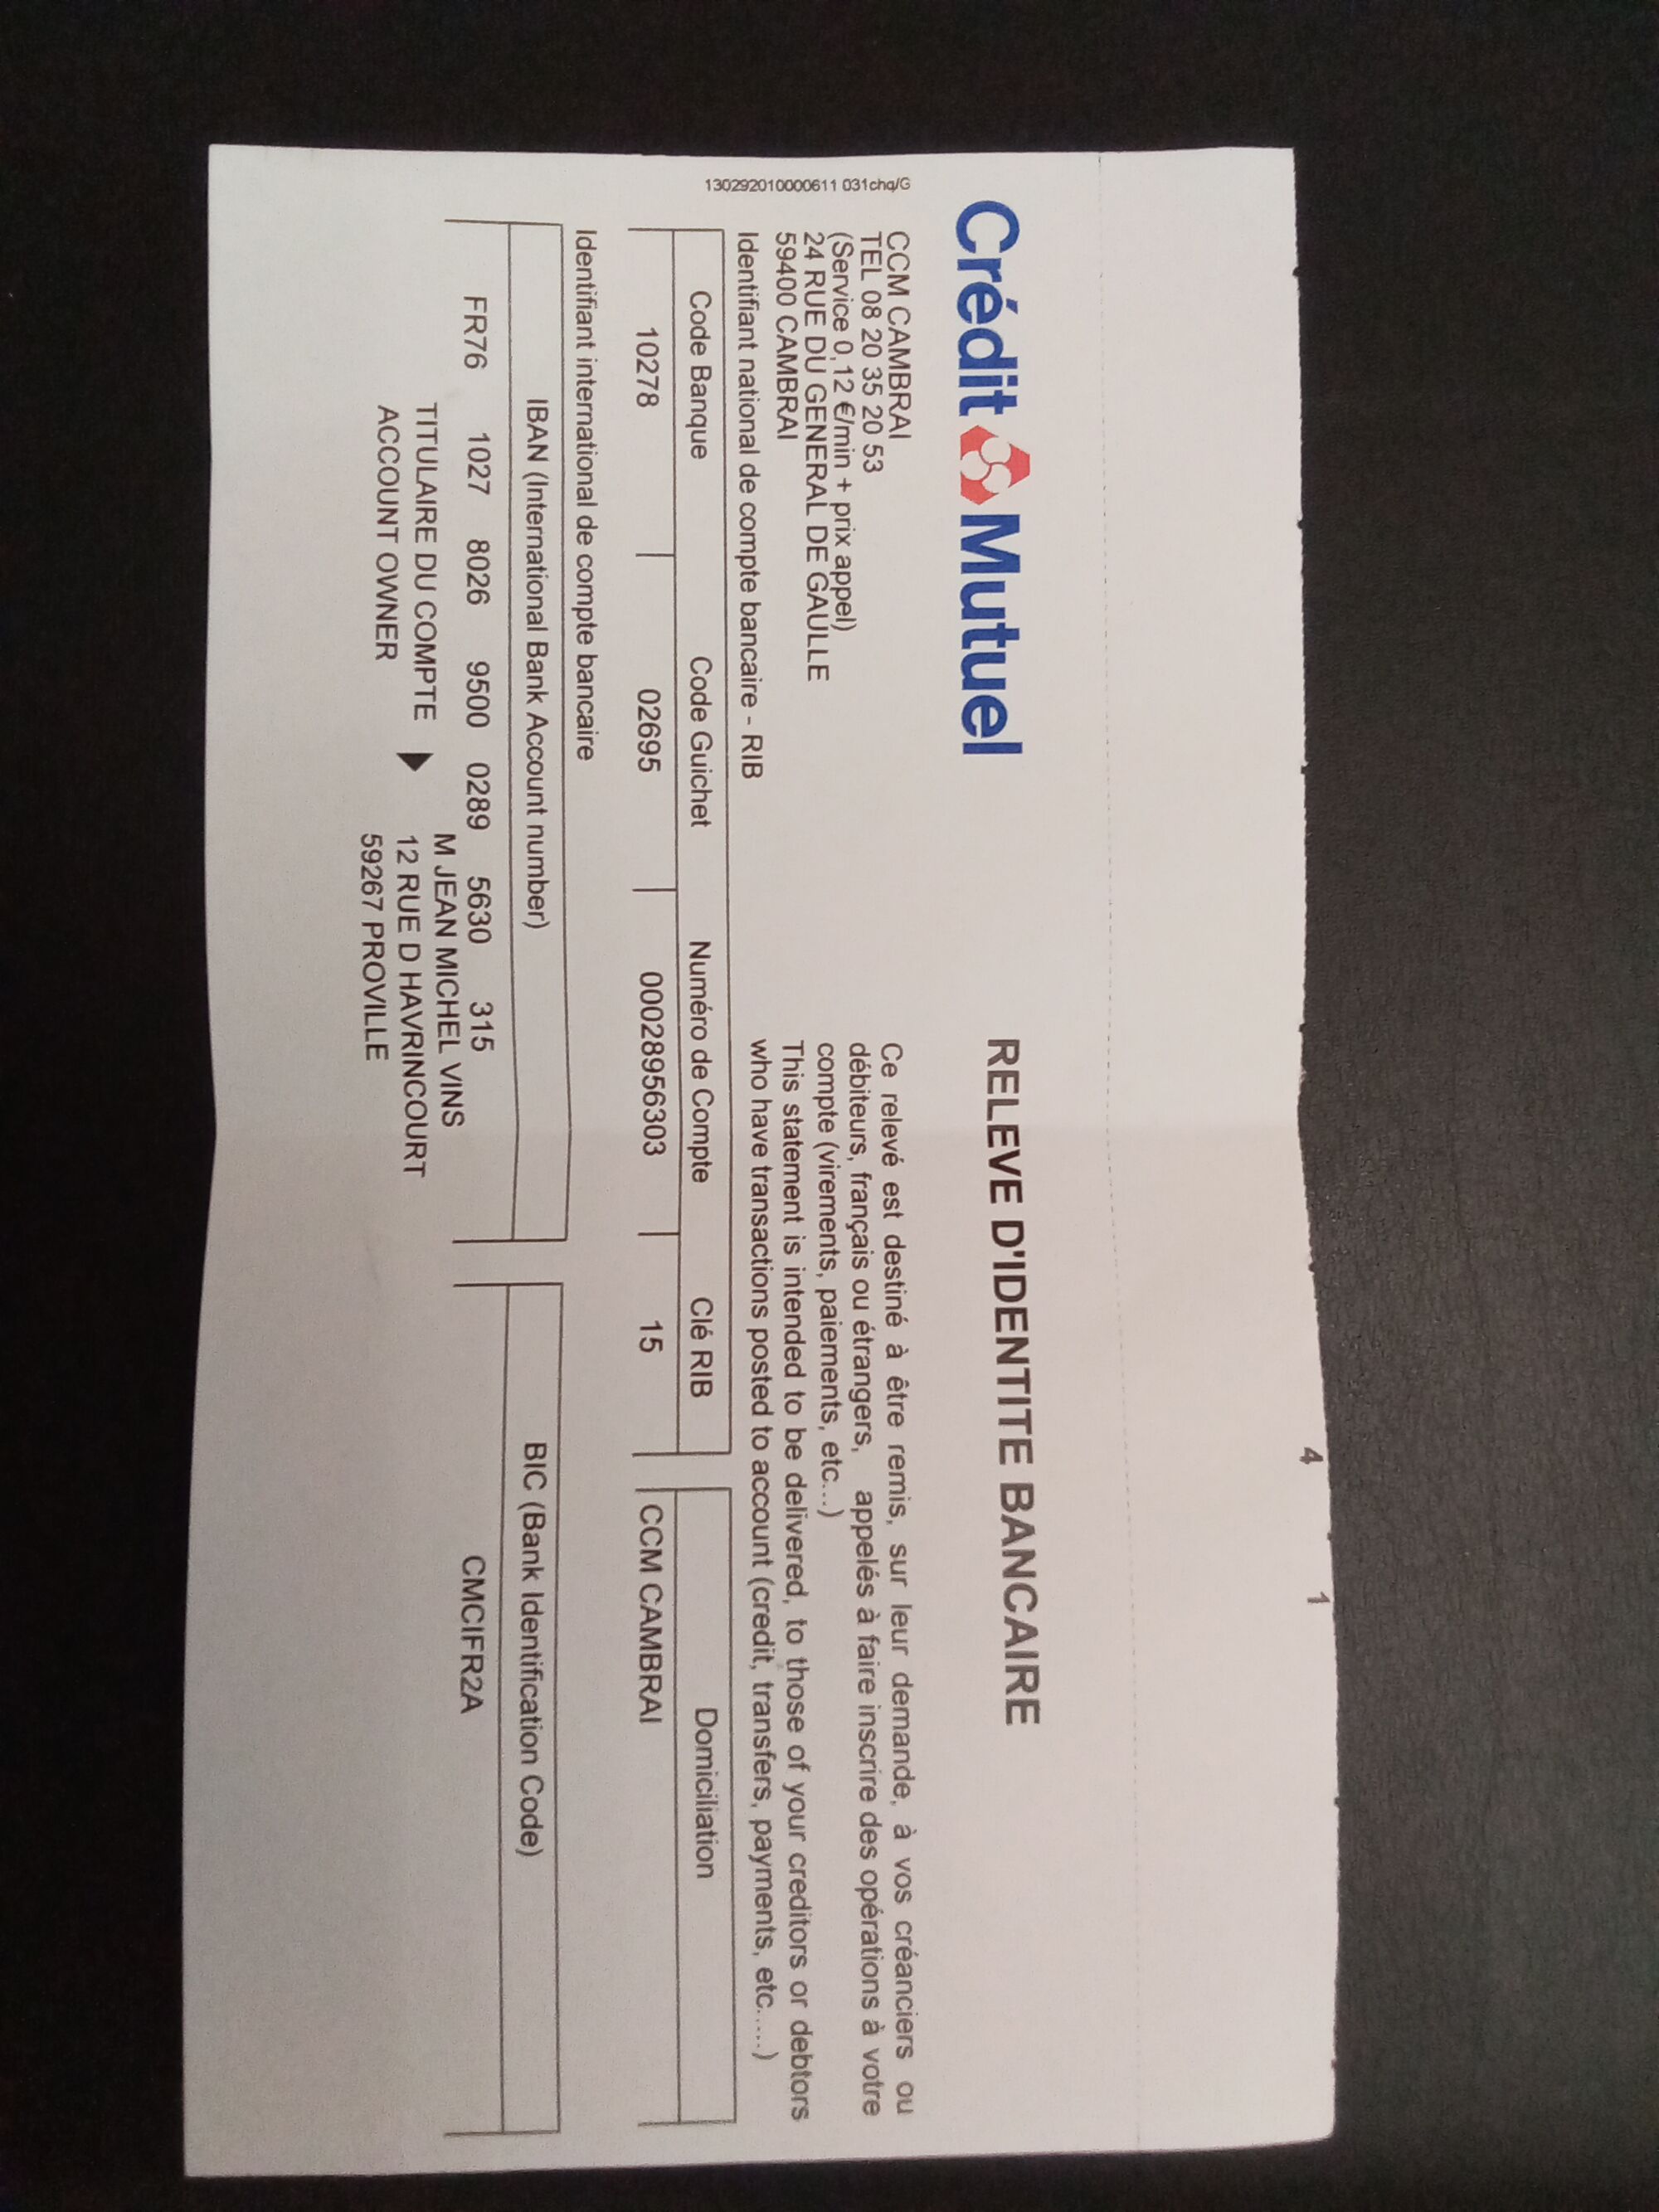 4 1
Crédit Mutuel
RELEVE D'IDENTITE BANCAIRE
130292010000611 031chq/G
CCM CAMBRAI
TEL 08 20 35 20 53
(Service 0,12 €/min + prix appel)
24 RUE DU GENERAL DE GAULLE
59400 CAMBRAI
Ce relevé est destiné à être remis, sur leur demande, à vos créanciers ou
débiteurs, français ou étrangers, appelés à faire inscrire des opérations à votre
compte (virements, paiements, etc...)
This statement is intended to be delivered, to those of your creditors or debtors
who have transactions posted to account (credit, transfers, payments, etc.....)
Identifiant national de compte bancaire - RIB
Code Banque Code Guichet Numéro de Compte Clé RIB Domiciliation
10278 02695 00028956303 15 CCM CAMBRAI
Identifiant international de compte bancaire
IBAN (International Bank Account number) BIC (Bank Identification Code)
FR76 1027 8026 9500 0289 5630 315 CMCIFR2A
TITULAIRE DU COMPTE
ACCOUNT OWNER
M JEAN MICHEL VINS
12 RUE D HAVRINCOURT
59267 PROVILLE